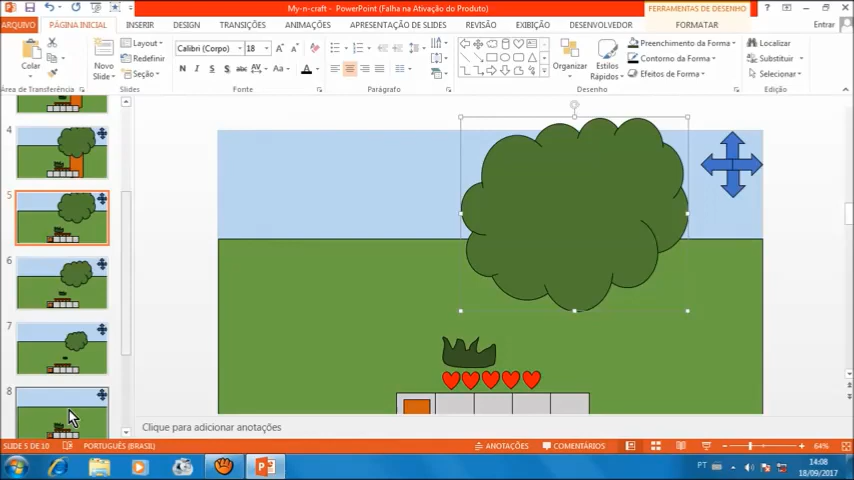 My-n-craft - PowerPoint (Falha na Ativação do Produto)
FERRAMENTAS DE DESENHO
ARQUIVO PÁGINA INICIAL INSERIR DESIGN TRANSIÇÕES ANIMAÇÕES APRESENTAÇÃO DE SLIDES REVISÃO EXIBIÇÃO DESENVOLVEDOR FORMATAR Entrar
Colar
Novo Slide
Layout
Redefinir
Seção
Calibri (Corpo) 18
N I S S abc AV Aa A
Organizar
Estilos Rápidos
Preenchimento da Forma
Contorno da Forma
Efeitos de Forma
Localizar
Substituir
Selecionar
Área de Transferência Slides Fonte Parágrafo Desenho Edição
4
5
6
7
8
Clique para adicionar anotações
SLIDE 5 DE 10 PORTUGUÊS (BRASIL) ANOTAÇÕES COMENTÁRIOS 64%
PT 14:08
18/09/2017